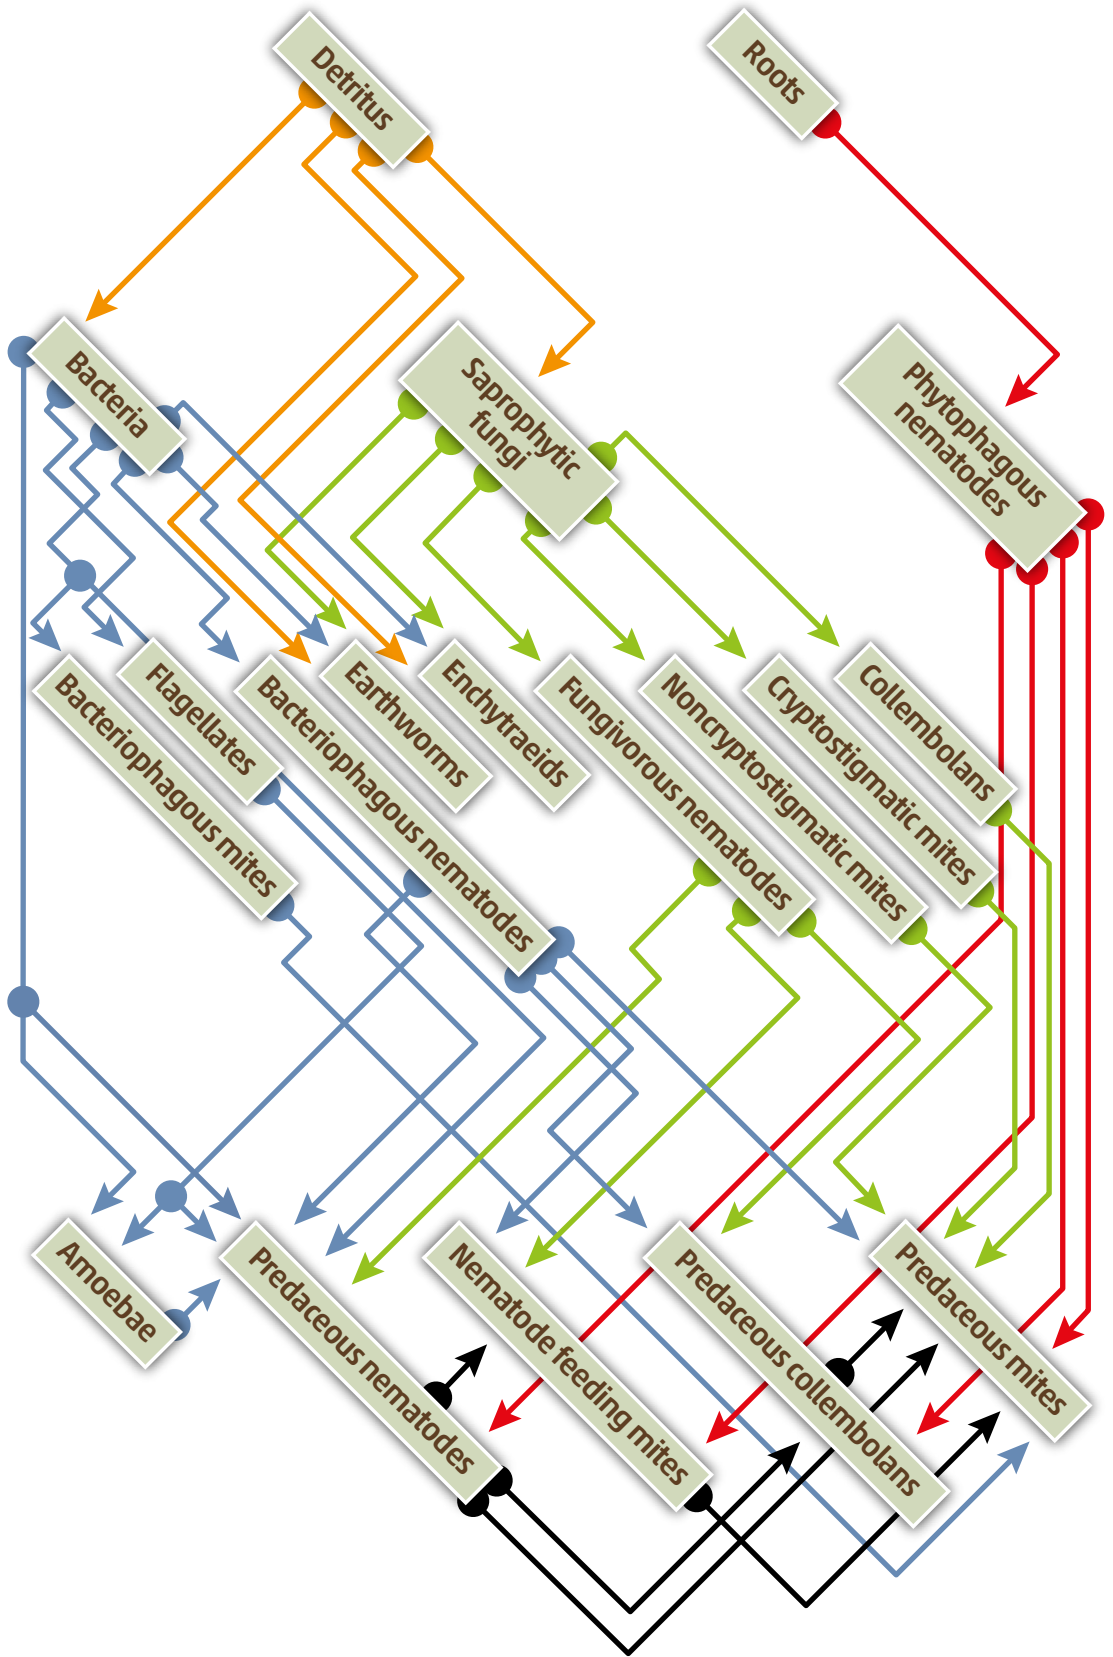 Detritus
Roots
Bacteria
Saprophytic
fungi
Phytophagous
nematodes
Bacteriophagous mites
Flagellates
Bacteriophagous nematodes
Earthworms
Enchytraeids
Fungivorous nematodes
Noncryptostigmatic mites
Cryptostigmatic mites
Collembolans
Amoebae
Predaceous nematodes
Nematode feeding mites
Predaceous collembolans
Predaceous mites